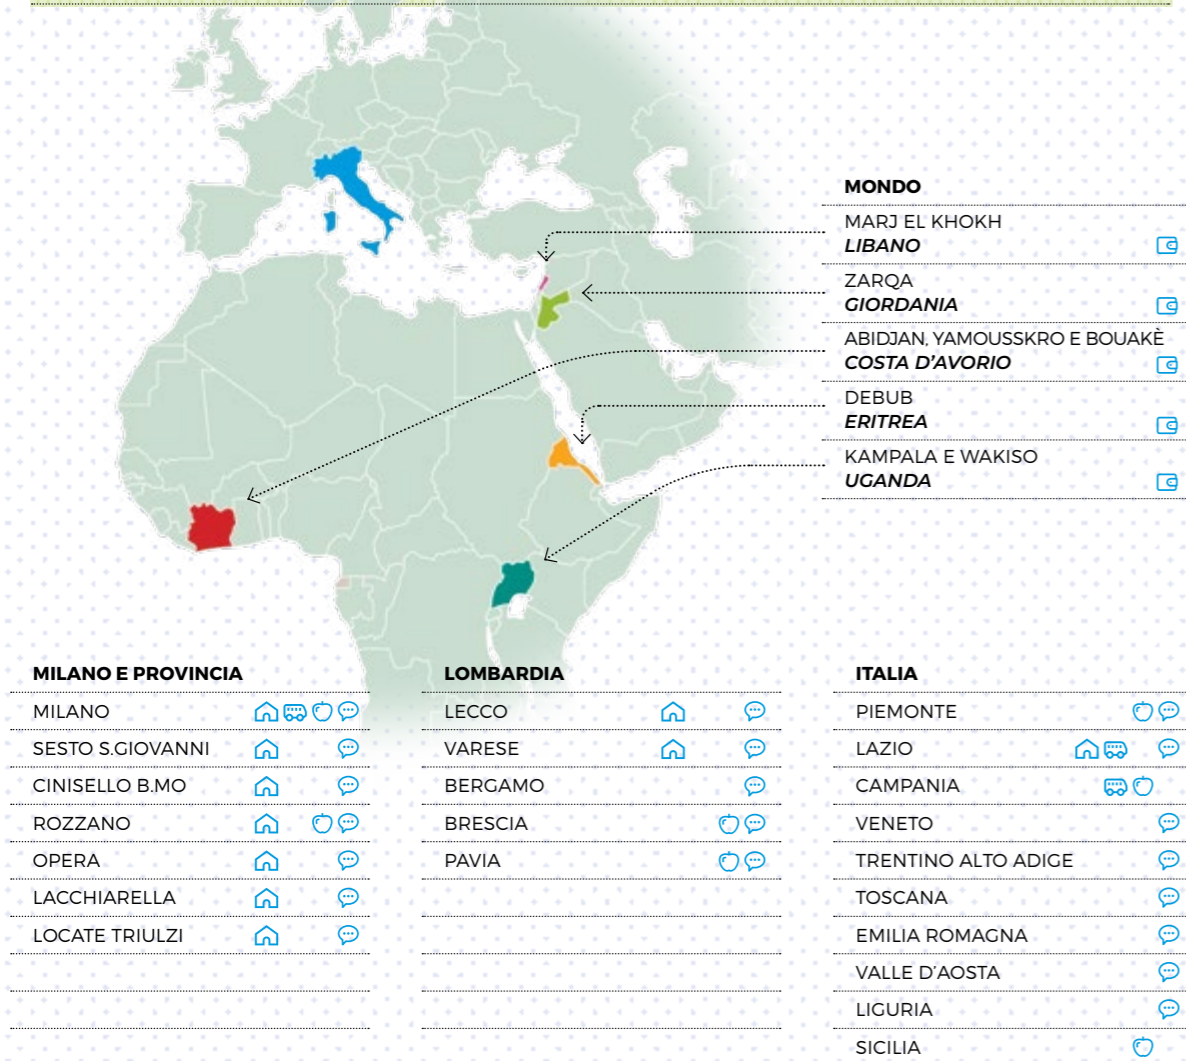 MONDO
MARJ EL KHOKH
LIBANO
ZARQA
GIORDANIA
ABIDJAN, YAMOUSSKRO E BOUAKÈ
COSTA D'AVORIO
DEBUB
ERITREA
KAMPALA E WAKISO
UGANDA
MILANO E PROVINCIA
MILANO
SESTO S.GIOVANNI
CINISELLO B.MO
ROZZANO
OPERA
LACCHIARELLA
LOCATE TRIULZI
LOMBARDIA
LECCO
VARESE
BERGAMO
BRESCIA
PAVIA
ITALIA
PIEMONTE
LAZIO
CAMPANIA
VENETO
TRENTINO ALTO ADIGE
TOSCANA
EMILIA ROMAGNA
VALLE D'AOSTA
LIGURIA
SICILIA